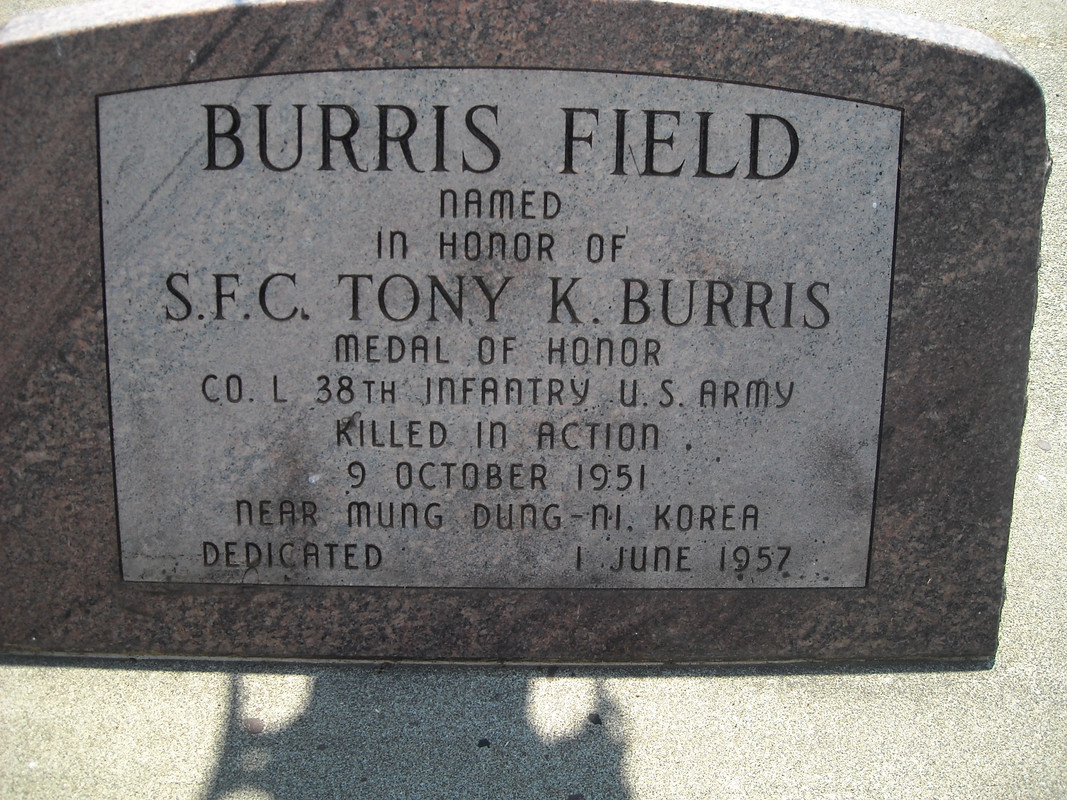 BURRIS FIELD
NAMED
IN HONOR OF
S.F.C. TONY K. BURRIS
MEDAL OF HONOR
CO. L 38TH INFANTRY U.S. ARMY
KILLED IN ACTION
9 OCTOBER 1951
NEAR MUNG DUNG-NI, KOREA
DEDICATED 1 JUNE 1957